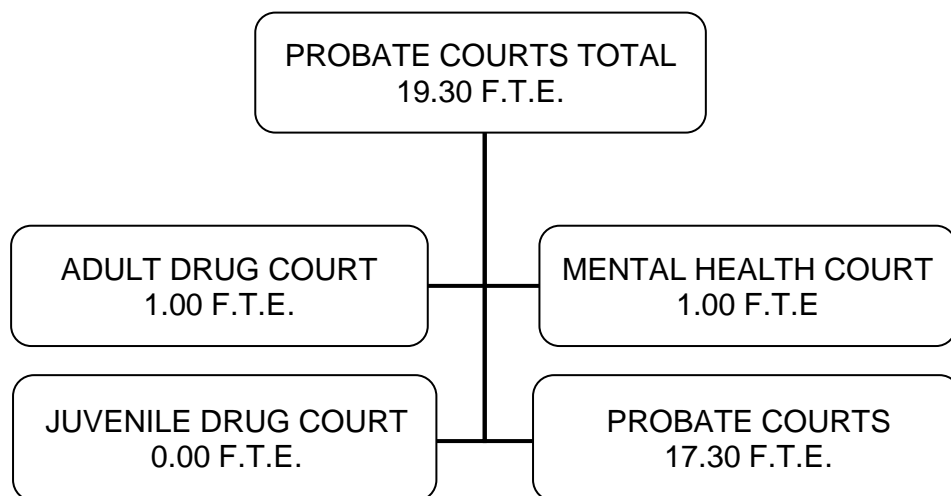 PROBATE COURTS TOTAL
19.30 F.T.E.
ADULT DRUG COURT
1.00 F.T.E.
MENTAL HEALTH COURT
1.00 F.T.E
JUVENILE DRUG COURT
0.00 F.T.E.
PROBATE COURTS
17.30 F.T.E.